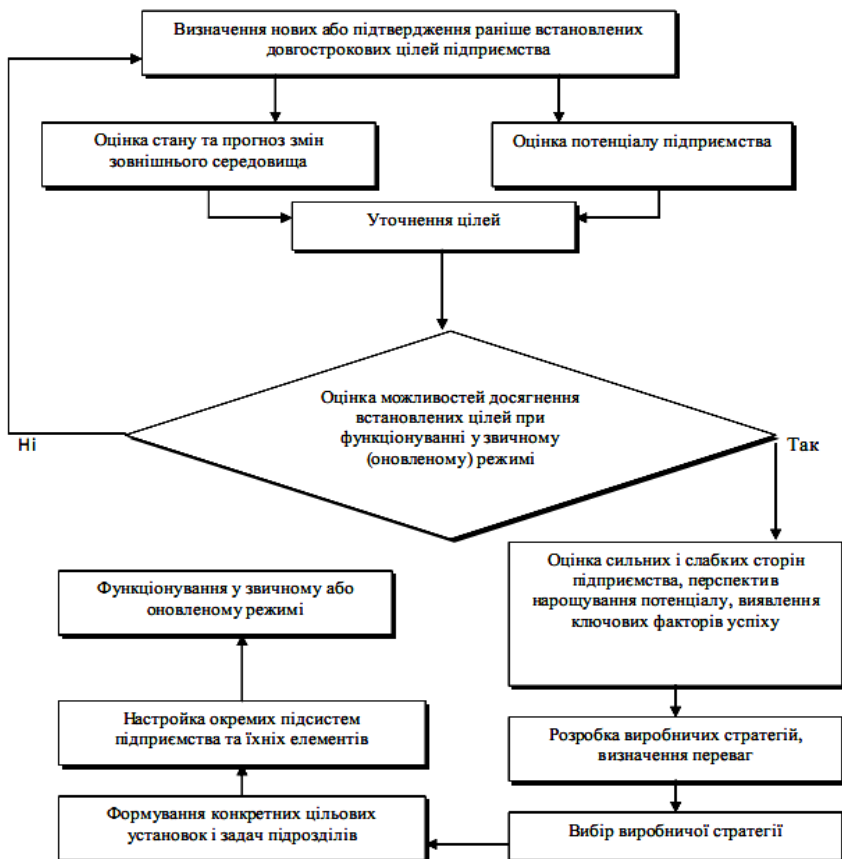 Визначення нових або підтвердження раніше встановлених
довгострокових цілей підприємства
Оцінка стану та прогноз змін
зовнішнього середовища
Оцінка потенціалу підприємства
Уточнення цілей
Оцінка можливостей досягнення
встановлених цілей при
функціонуванні у звичному
(оновленому) режимі
Ні
Так
Оцінка сильних і слабких сторін
підприємства, перспектив
нарощування потенціалу, виявлення
ключових факторів успіху
Розробка виробничих стратегій,
визначення переваг
Вибір виробничої стратегії
Формування конкретних цільових
установок і задач підрозділів
Настройка окремих підсистем
підприємства та їхніх елементів
Функціонування у звичному або
оновленому режимі